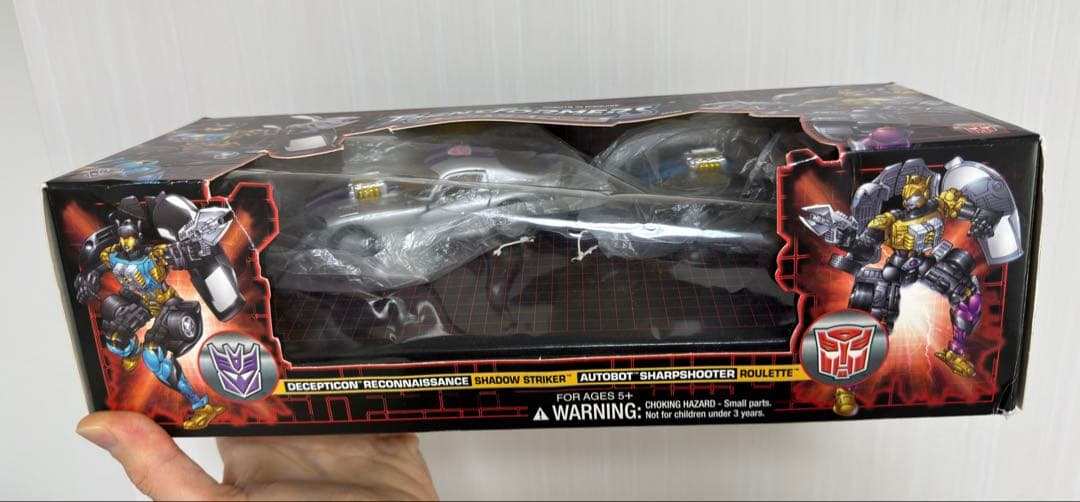 TRANSFORMERS
DECEPTICON™ RECONNAISSANCE SHADOW STRIKER™ AUTOBOT™ SHARPSHOOTER ROULETTE™
FOR AGES 5+
⚠ WARNING: CHOKING HAZARD - Small parts.
Not for children under 3 years.